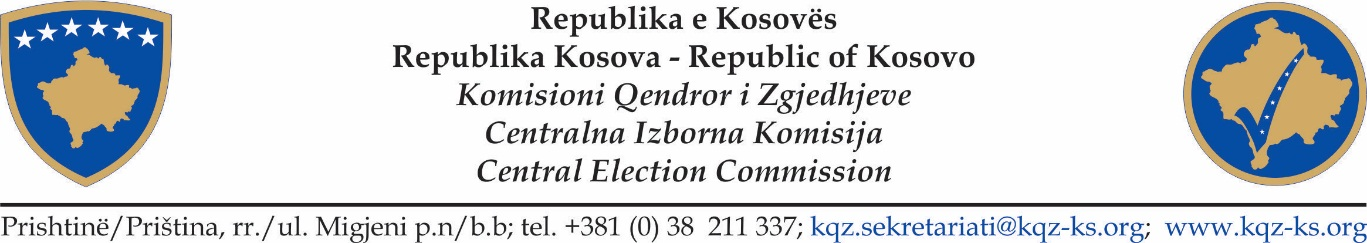 Republika e Kosovës
Republika Kosova - Republic of Kosovo
Komisioni Qendror i Zgjedhjeve
Centralna Izborna Komisija
Central Election Commission
Prishtinë/Priština, rr./ul. Migjeni p.n/b.b; tel. +381 (0) 38 211 337; kqz.sekretariati@kqz-ks.org; www.kqz-ks.org